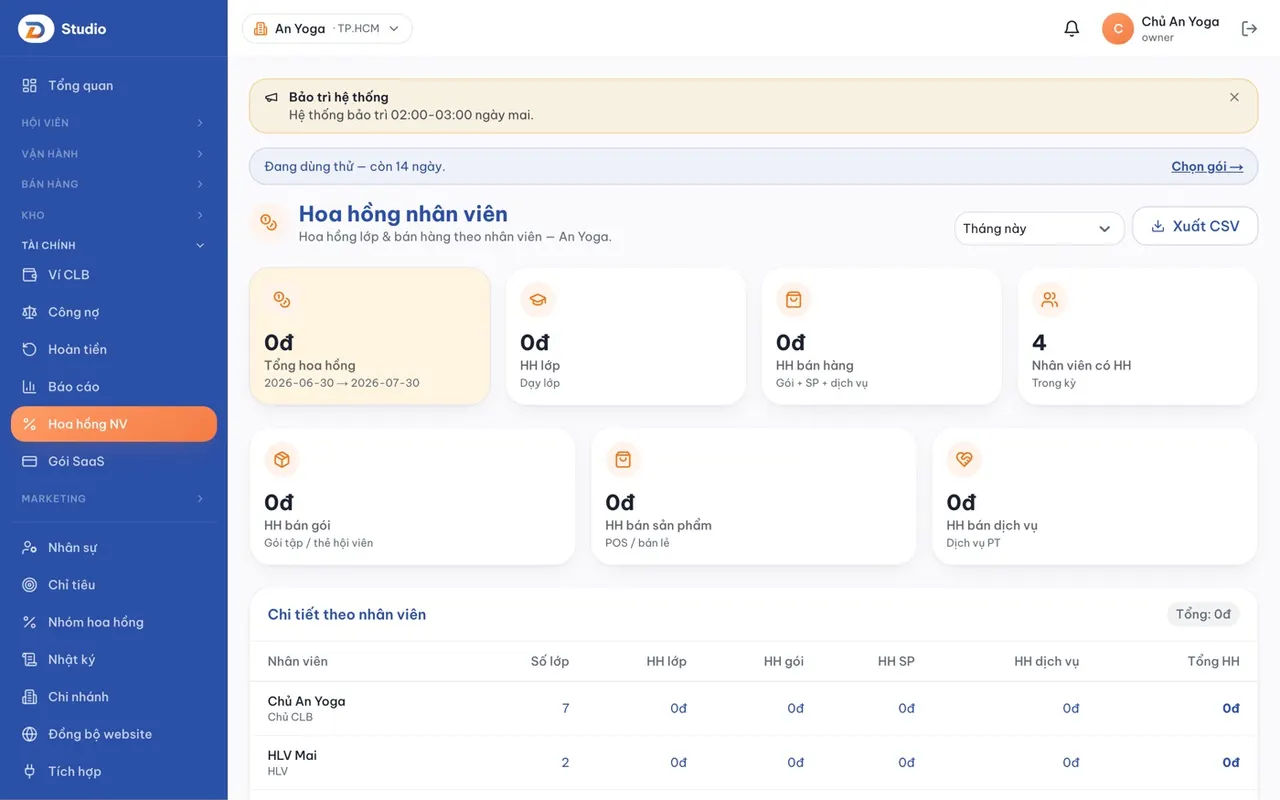 Studio
Tổng quan
HỘI VIÊN
VẬN HÀNH
BÁN HÀNG
KHO
TÀI CHÍNH
Ví CLB
Công nợ
Hoàn tiền
Báo cáo
Hoa hồng NV
Gói SaaS
MARKETING
Nhân sự
Chỉ tiêu
Nhóm hoa hồng
Nhật ký
Chi nhánh
Đồng bộ website
Tích hợp
An Yoga · TP.HCM
C
Chủ An Yoga
owner
Bảo trì hệ thống
Hệ thống bảo trì 02:00-03:00 ngày mai.
Đang dùng thử — còn 14 ngày.
Chọn gói →
Hoa hồng nhân viên
Hoa hồng lớp & bán hàng theo nhân viên — An Yoga.
Tháng này
Xuất CSV
0đ
Tổng hoa hồng
2026-06-30 → 2026-07-30
0đ
HH lớp
Dạy lớp
0đ
HH bán hàng
Gói + SP + dịch vụ
4
Nhân viên có HH
Trong kỳ
0đ
HH bán gói
Gói tập / thẻ hội viên
0đ
HH bán sản phẩm
POS / bán lẻ
0đ
HH bán dịch vụ
Dịch vụ PT
Chi tiết theo nhân viên
Tổng: 0đ
Nhân viên Số lớp HH lớp HH gói HH SP HH dịch vụ Tổng HH
Chủ An Yoga 7 0đ 0đ 0đ 0đ 0đ
Chủ CLB
HLV Mai 2 0đ 0đ 0đ 0đ 0đ
HLV